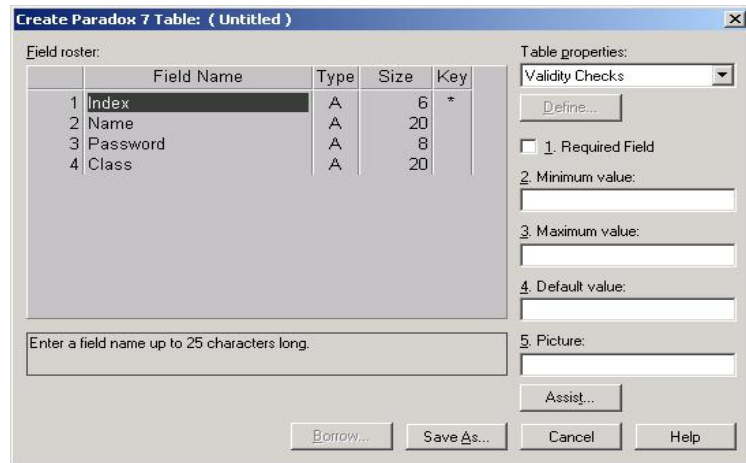 Create Paradox 7 Table: ( Untitled )
Field roster:
Field Name Type Size Key
1 Index A 6 *
2 Name A 20
3 Password A 8
4 Class A 20
Enter a field name up to 25 characters long.
Borrow...
Save As...
Table properties:
Validity Checks
Define...
1. Required Field
2. Minimum value:
3. Maximum value:
4. Default value:
5. Picture:
Assist...
Cancel
Help